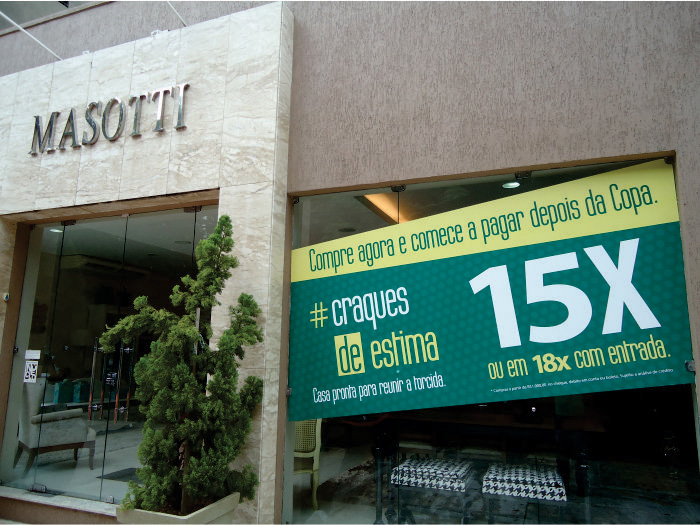 MASOTTI
Compre agora e comece a pagar depois da Copa.
#craques
de estima
Casa pronta para reunir a torcida.
15X
ou em 18x com entrada.